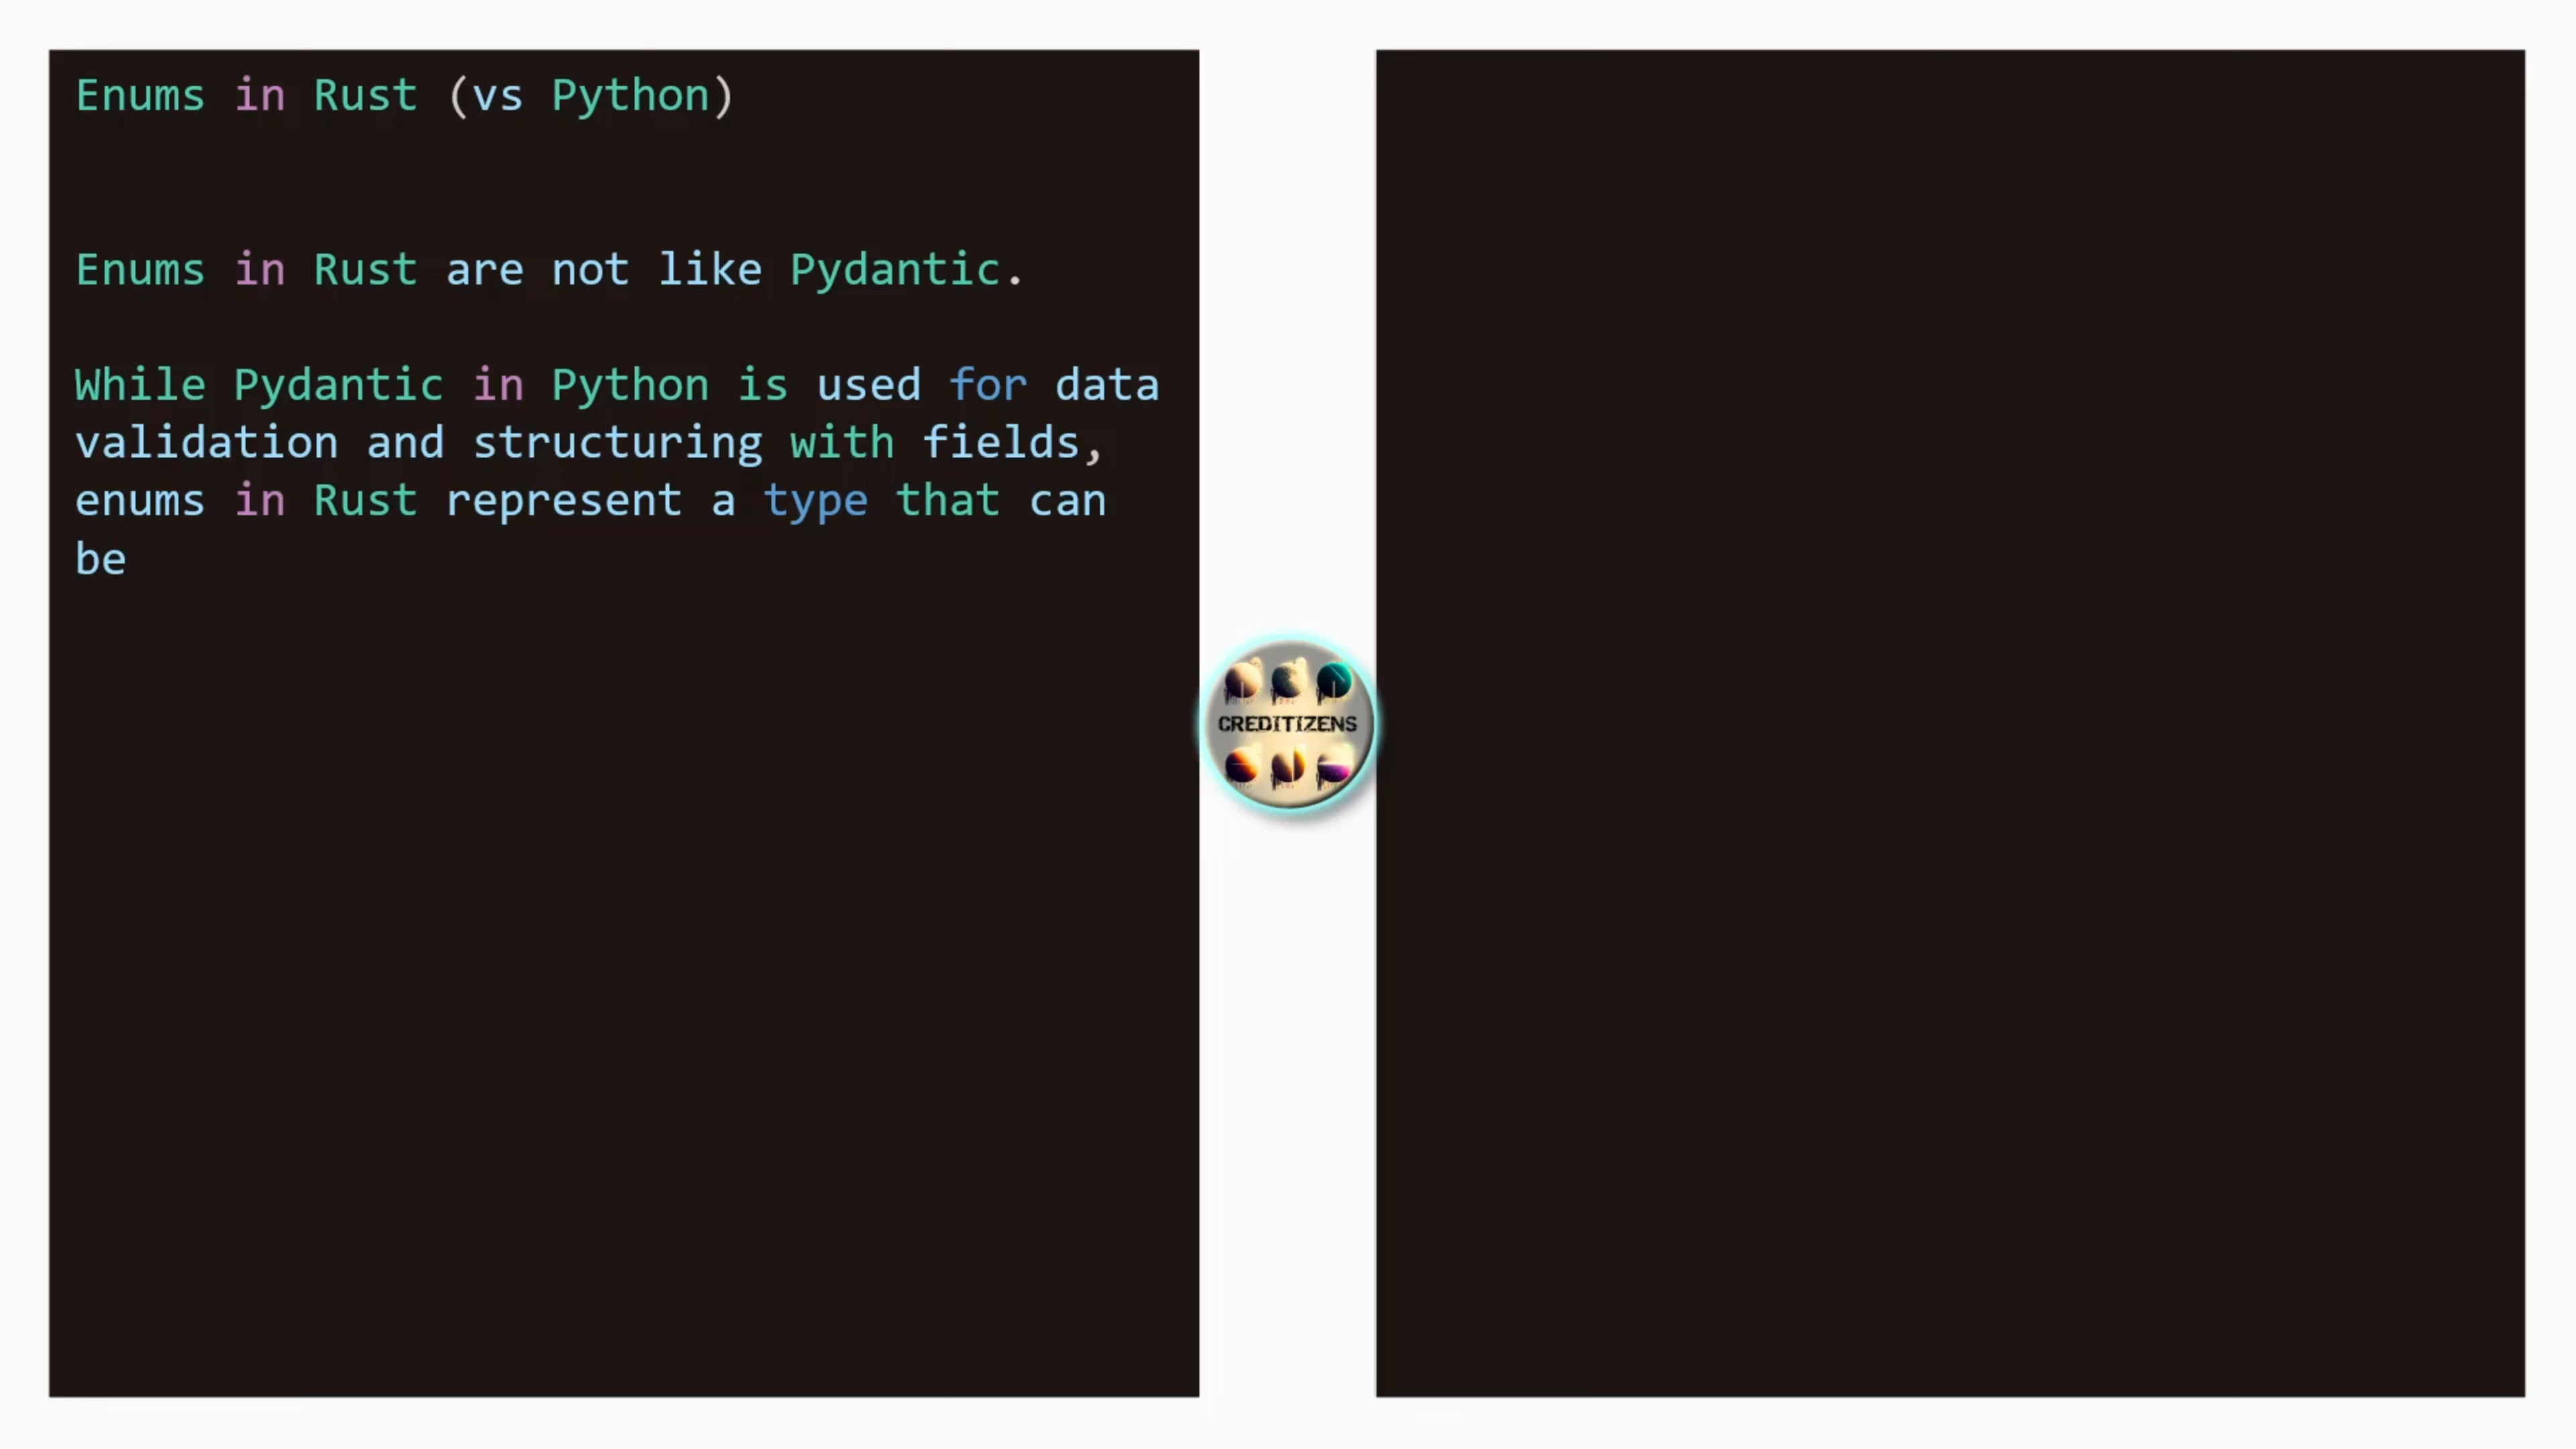 Enums in Rust (vs Python)
Enums in Rust are not like Pydantic.
While Pydantic in Python is used for data
validation and structuring with fields,
enums in Rust represent a type that can
be
CREDITIZENS